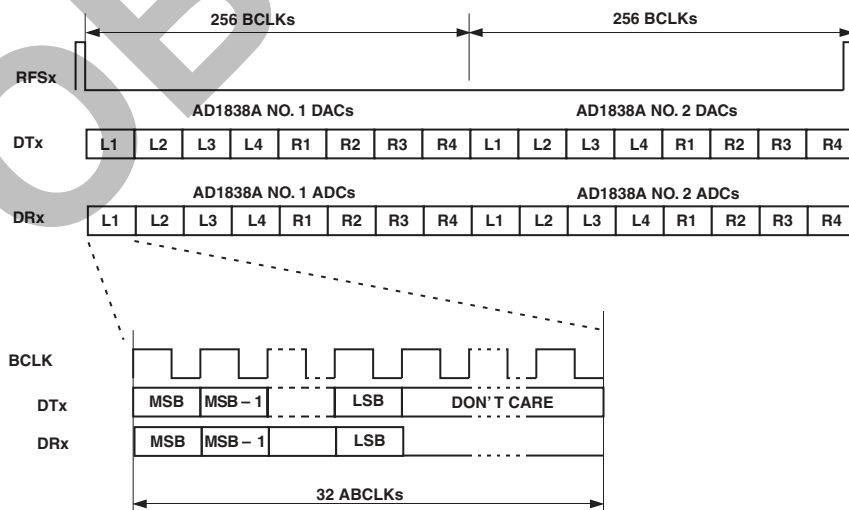 256 BCLKs 256 BCLKs
RFSx
AD1838A NO. 1 DACs AD1838A NO. 2 DACs
DTx L1 L2 L3 L4 R1 R2 R3 R4 L1 L2 L3 L4 R1 R2 R3 R4
AD1838A NO. 1 ADCs AD1838A NO. 2 ADCs
DRx L1 L2 L3 L4 R1 R2 R3 R4 L1 L2 L3 L4 R1 R2 R3 R4
BCLK
DTx MSB MSB – 1 LSB DON'T CARE
DRx MSB MSB – 1 LSB
32 ABCLKs